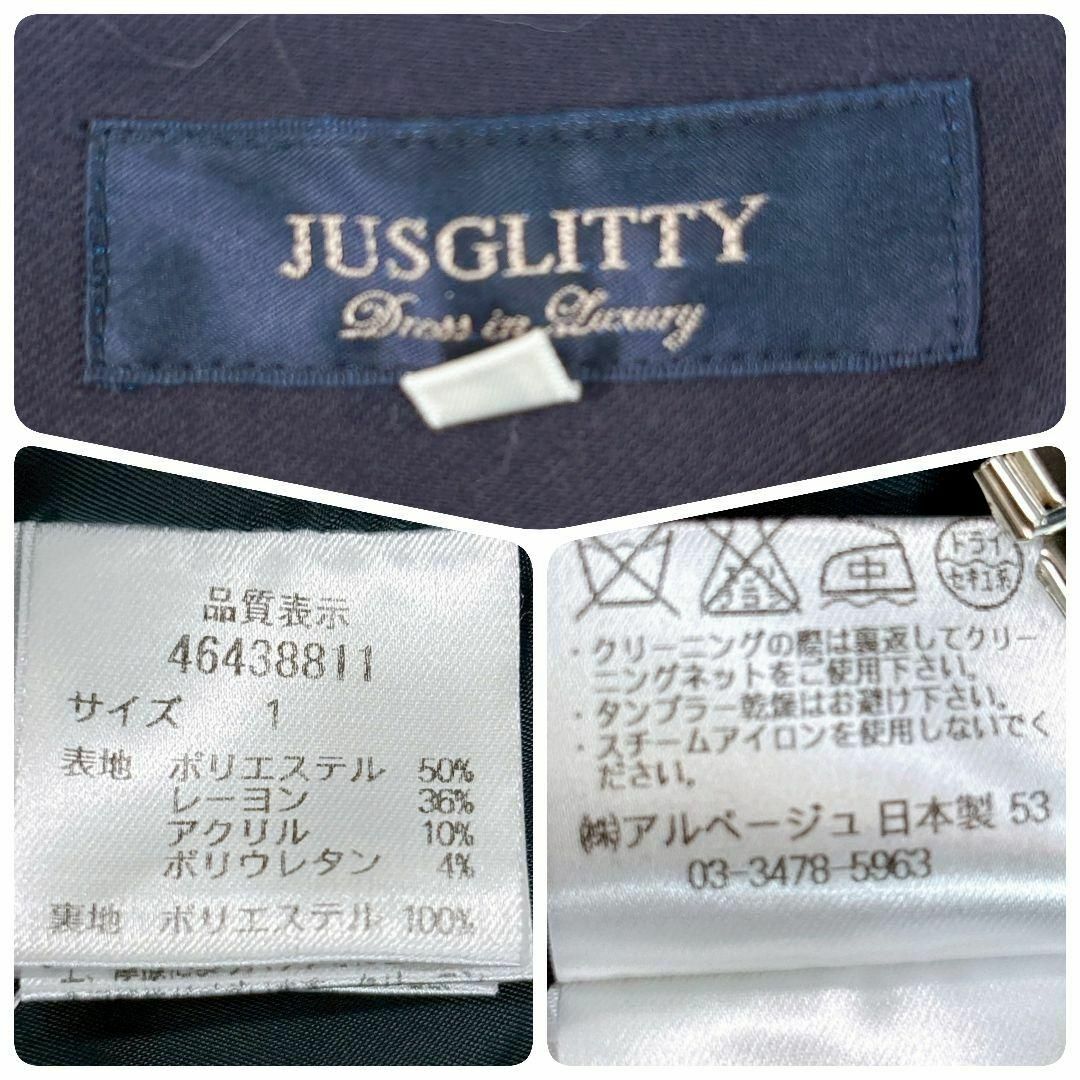 JUSGLITTY
Dress in Luxury
品質表示
46438811
サイズ 1
表地 ポリエステル 50%
レーヨン 36%
アクリル 10%
ポリウレタン 4%
裏地 ポリエステル 100%
中
ドライ
セキユ系
・クリーニングの際は裏返してクリー
ニングネットをご使用下さい。
・タンブラー乾燥はお避け下さい。
・スチームアイロンを使用しないでく
ださい。
㈱アルページュ 日本製 53
03-3478-5963